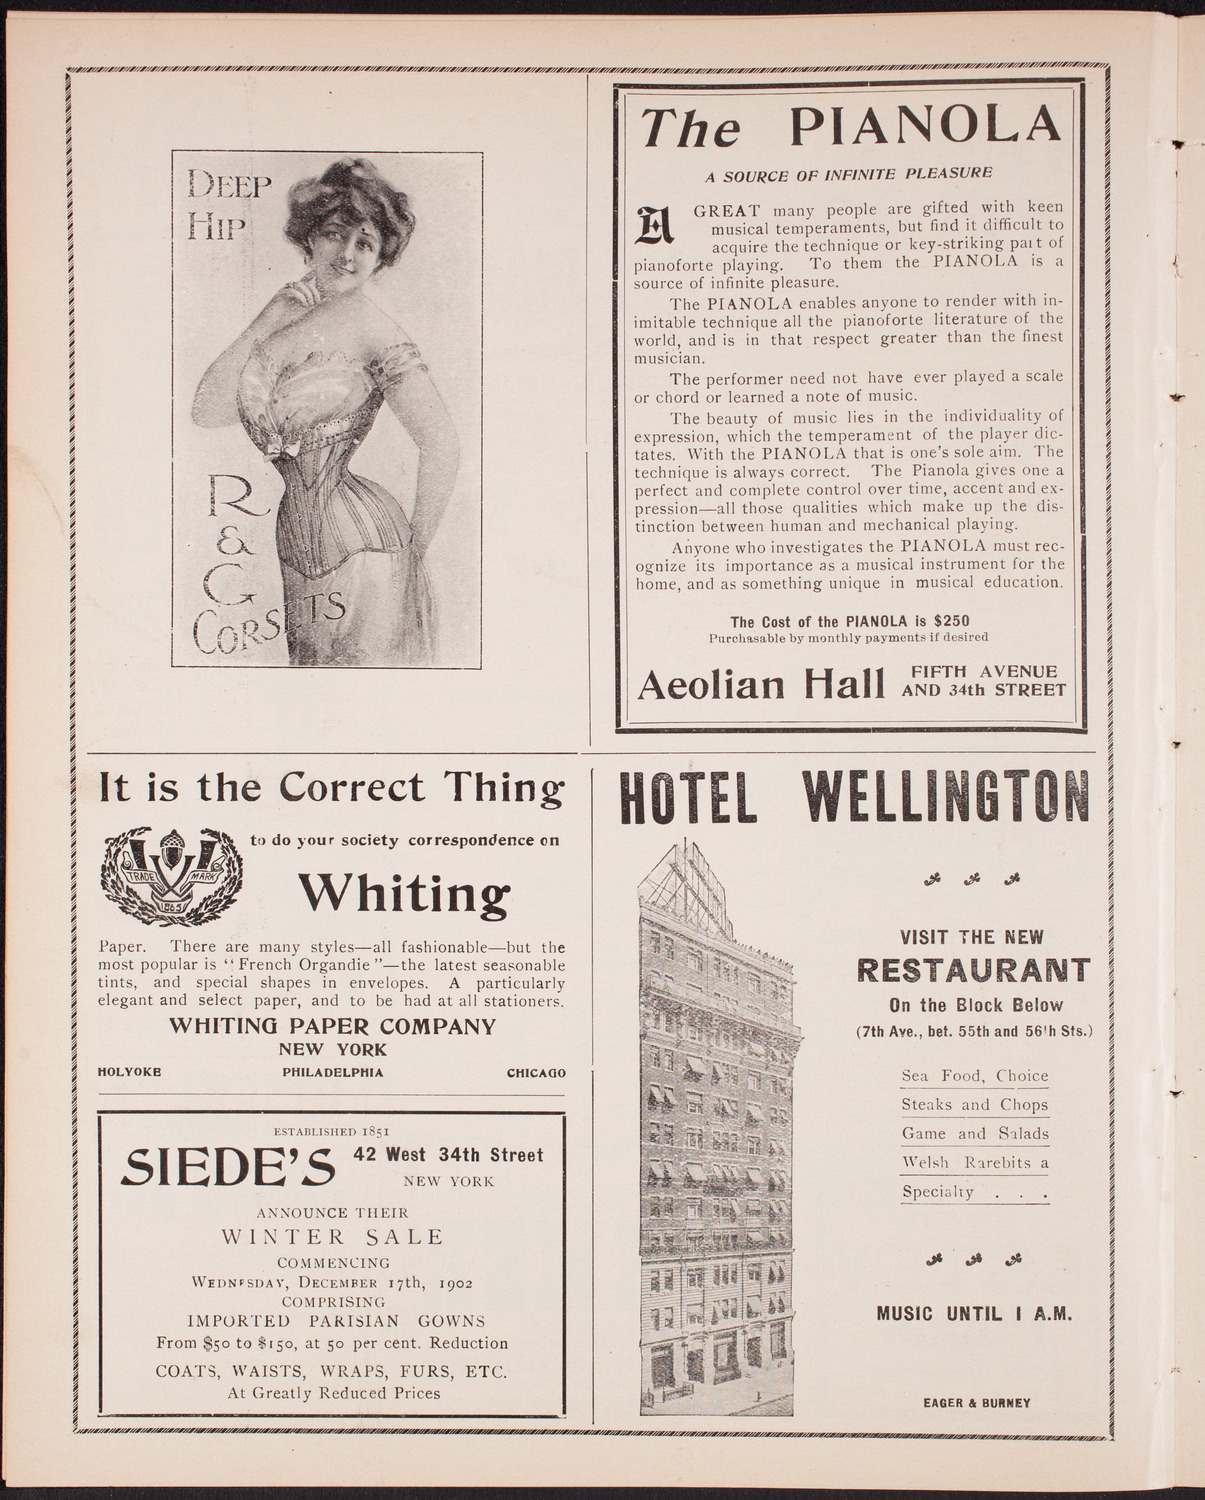 DEEP
HIP
R
&
G
CORSETS
The PIANOLA
A SOURCE OF INFINITE PLEASURE
A GREAT many people are gifted with keen
musical temperaments, but find it difficult to
acquire the technique or key-striking part of
pianoforte playing. To them the PIANOLA is a
source of infinite pleasure.
The PIANOLA enables anyone to render with in-
imitable technique all the pianoforte literature of the
world, and is in that respect greater than the finest
musician.
The performer need not have ever played a scale
or chord or learned a note of music.
The beauty of music lies in the individuality of
expression, which the temperament of the player dic-
tates. With the PIANOLA that is one's sole aim. The
technique is always correct. The Pianola gives one a
perfect and complete control over time, accent and ex-
pression—all those qualities which make up the dis-
tinction between human and mechanical playing.
Anyone who investigates the PIANOLA must rec-
ognize its importance as a musical instrument for the
home, and as something unique in musical education.
The Cost of the PIANOLA is $250
Purchasable by monthly payments if desired
Aeolian Hall
FIFTH AVENUE
AND 34th STREET
It is the Correct Thing
to do your society correspondence on
TRADE MARK
1865
Whiting
Paper. There are many styles—all fashionable—but the
most popular is "French Organdie"—the latest seasonable
tints, and special shapes in envelopes. A particularly
elegant and select paper, and to be had at all stationers.
WHITING PAPER COMPANY
NEW YORK
HOLYOKE PHILADELPHIA CHICAGO
ESTABLISHED 1851
SIEDE'S
42 West 34th Street
NEW YORK
ANNOUNCE THEIR
WINTER SALE
COMMENCING
WEDNESDAY, DECEMBER 17th, 1902
COMPRISING
IMPORTED PARISIAN GOWNS
From $50 to $150, at 50 per cent. Reduction
COATS, WAISTS, WRAPS, FURS, ETC.
At Greatly Reduced Prices
HOTEL WELLINGTON
VISIT THE NEW
RESTAURANT
On the Block Below
(7th Ave., bet. 55th and 56th Sts.)
Sea Food, Choice
Steaks and Chops
Game and Salads
Welsh Rarebits a
Specialty . . .
MUSIC UNTIL 1 A.M.
EAGER & BURNEY